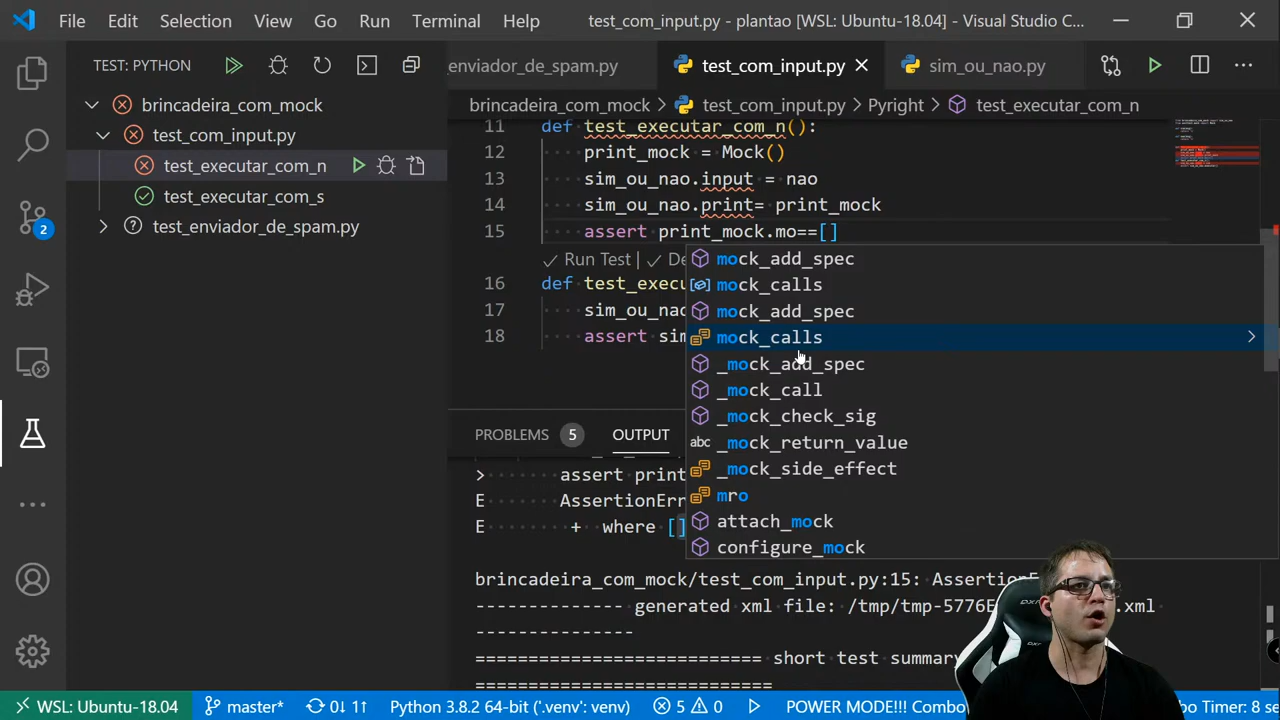 File Edit Selection View Go Run Terminal Help test_com_input.py - plantao [WSL: Ubuntu-18.04] - Visual Studio C...
TEST: PYTHON
enviador_de_spam.py test_com_input.py sim_ou_nao.py
brincadeira_com_mock > test_com_input.py > Pyright > test_executar_com_n
brincadeira_com_mock
test_com_input.py
test_executar_com_n
test_executar_com_s
test_enviador_de_spam.py
2
11 def test_executar_com_n():
12 print_mock = Mock()
13 sim_ou_nao.input = nao
14 sim_ou_nao.print= print_mock
15 assert print_mock.mo==[]
✓ Run Test | ✓ De
16 def test_execu
17 sim_ou_nao
18 assert sim
mock_add_spec
mock_calls
mock_add_spec
mock_calls
_mock_add_spec
_mock_call
_mock_check_sig
_mock_return_value
_mock_side_effect
mro
attach_mock
configure_mock
PROBLEMS 5 OUTPUT
> assert print
E AssertionErr
E + where []
brincadeira_com_mock/test_com_input.py:15: AssertionE
-------------- generated xml file: /tmp/tmp-5776E .xml
--------------
========================== short test summary
===========================
WSL: Ubuntu-18.04 master* 0↓ 1↑ Python 3.8.2 64-bit ('.venv': venv) 5 0 POWER MODE!!! Combo Timer: 8 se